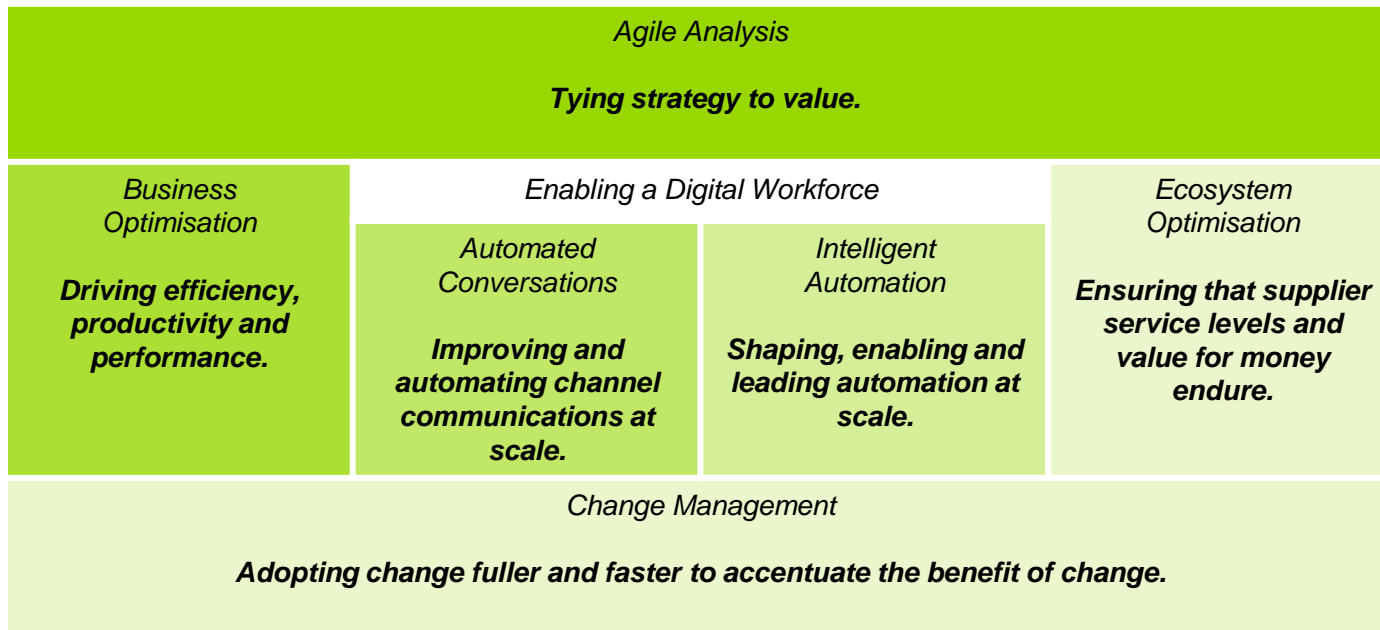 Agile Analysis
Tying strategy to value.
Business
Optimisation
Driving efficiency,
productivity and
performance.
Enabling a Digital Workforce
Automated
Conversations
Improving and
automating channel
communications at
scale.
Intelligent
Automation
Shaping, enabling and
leading automation at
scale.
Ecosystem
Optimisation
Ensuring that supplier
service levels and
value for money
endure.
Change Management
Adopting change fuller and faster to accentuate the benefit of change.